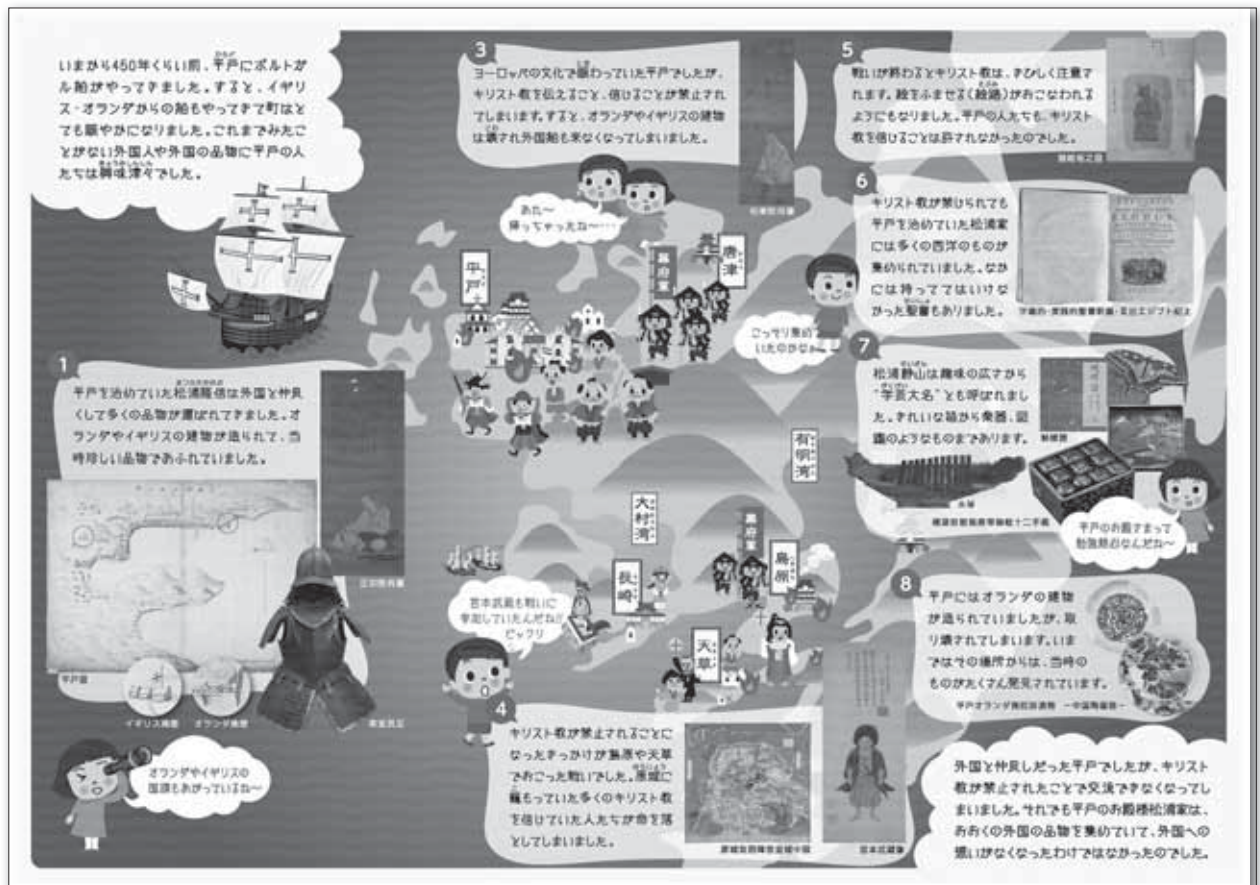 いまから450年くらい前、平戸にポルトガ
ル船がやってきました。すると、イギリ
ス・オランダからの船もやってきて町はと
ても賑やかになりました。これまでみたこ
とがない外国人や外国の品物に平戸の人
たちは興味津々でした。
1
平戸を治めていた松浦隆信は外国と仲良
くして多くの品物が運ばれてきました。オ
ランダやイギリスの建物が造られて、当
時珍しい品物であふれていました。
平戸図
イギリス商館
オランダ商館
オランダやイギリスの
国旗もあがっているね〜
3
ヨーロッパの文化で賑わっていた平戸でしたが、
キリスト教を伝えること、信けることが禁止され
てしまいます。すると、オランダやイギリスの建物
は壊され外国船も来なくなってしまいました。
あれ〜
帰っちゃったね〜…
平戸
幕府軍
唐津
有明湾
大村湾
長崎
幕府軍
島原
天草
宮本武蔵も戦いに
参加していたんだね!!
ビックリ
4
キリスト教が禁止されることに
なったきっかけが島原や天草
でおこった戦いでした。原城に
籠もっていた多くのキリスト教
を信けていた人たちが命を落
としてしまいました。
宮本武蔵像
5
戦いが終わるとキリスト教は、きびしく注意さ
れます。絵をふませる〈絵踏〉がおこなわれる
ようにもなりました。平戸の人たちも、キリスト
教を信けることは許されなかったのでした。
6
キリスト教が禁けられても
平戸を治めていた松浦家
には多くの西洋のものが
集められていました。なか
には持っててはいけな
かった聖書もありました。
こっそり集めて
いたのかなぁ〜
7
松浦静山は趣味の広さから
“学芸大名”とも呼ばれまし
た。きれいな箱から楽器、図
鑑のようなものまであります。
平戸のお殿さまって
勉強熱心なんだね〜
8
平戸にはオランダの建物
が造られていましたが、取
り壊されてしまいます。いま
ではその場所からは、当時の
ものがたくさん発見されています。
平戸オランダ商館跡遺物 −中国陶磁器−
外国と仲良しだった平戸でしたが、キリスト
教が禁止されたことで交流できなくなってし
まいました。それでも平戸のお殿様松浦家は、
おおくの外国の品物を集めていて、外国への
想いがなくなったわけではなかったのでした。